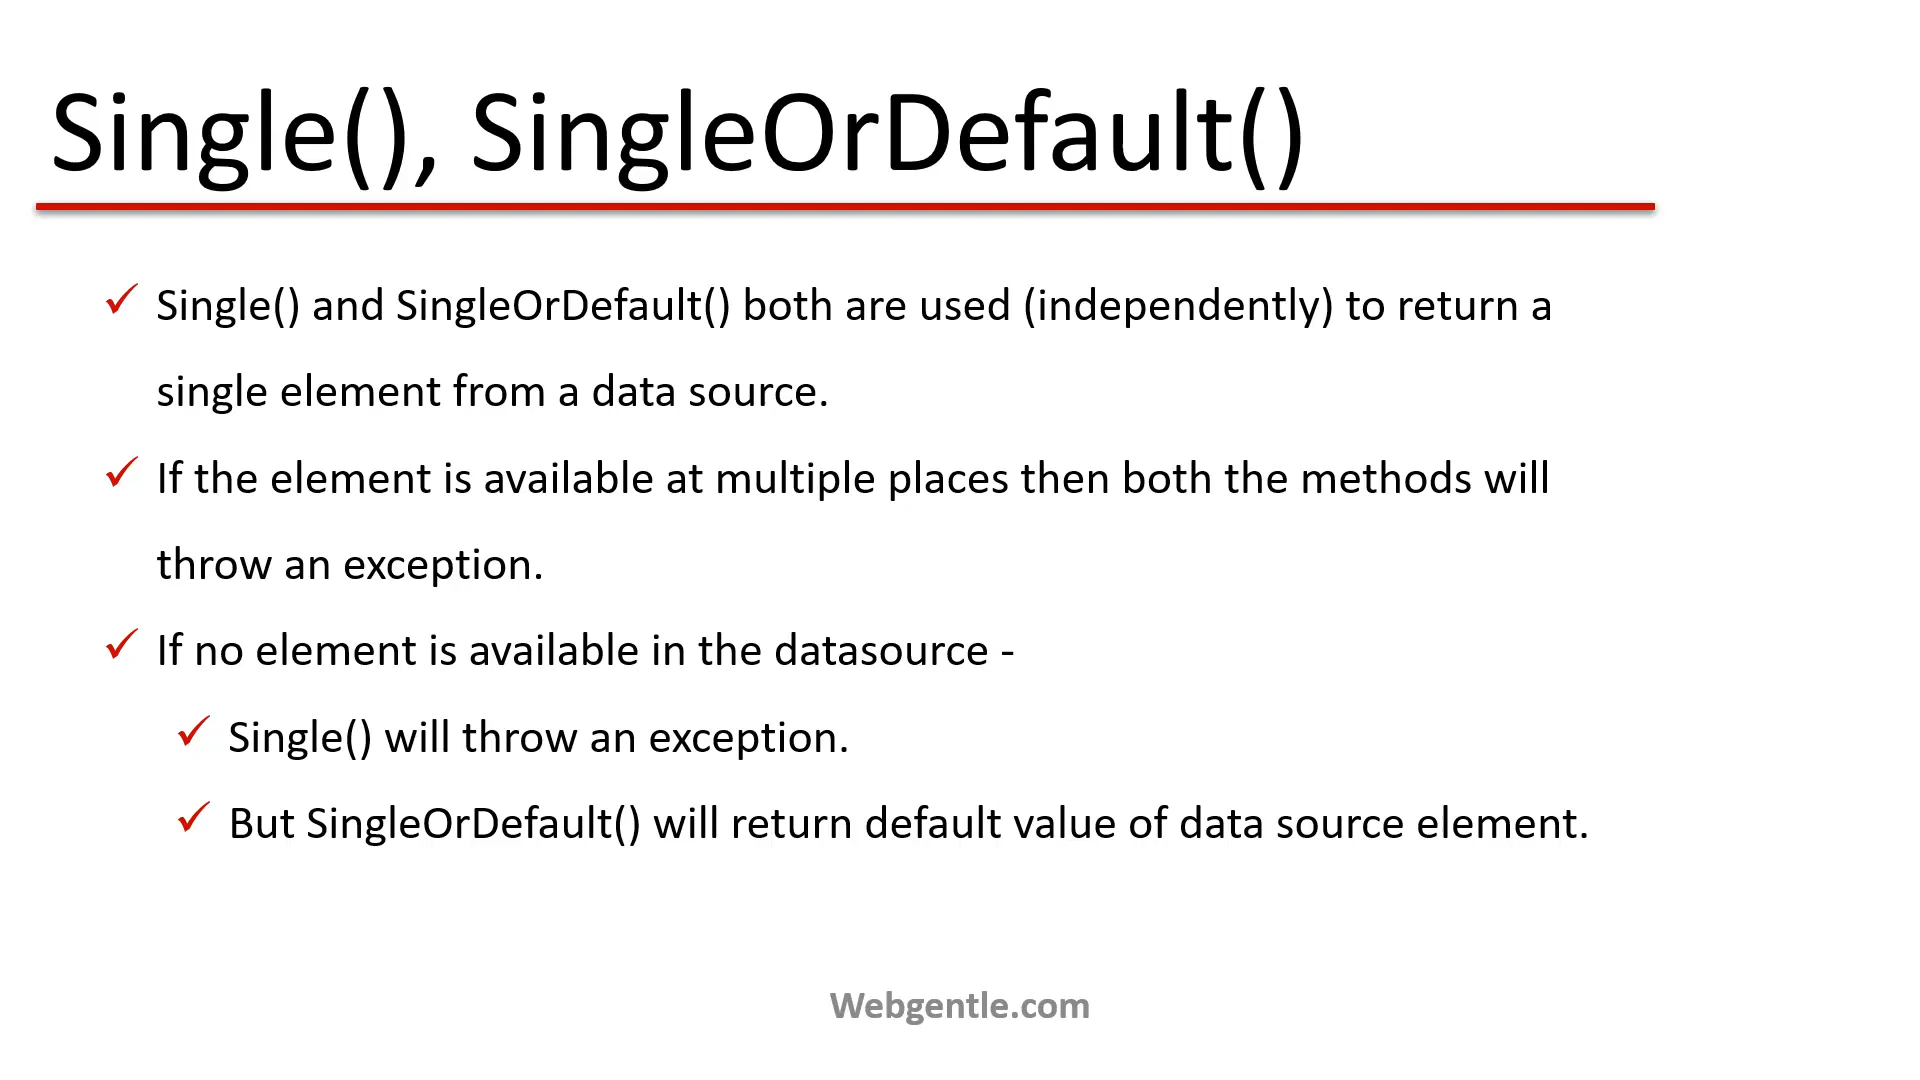 Single(), SingleOrDefault()
Single() and SingleOrDefault() both are used (independently) to return a
single element from a data source.
If the element is available at multiple places then both the methods will
throw an exception.
If no element is available in the datasource -
Single() will throw an exception.
But SingleOrDefault() will return default value of data source element.
Webgentle.com